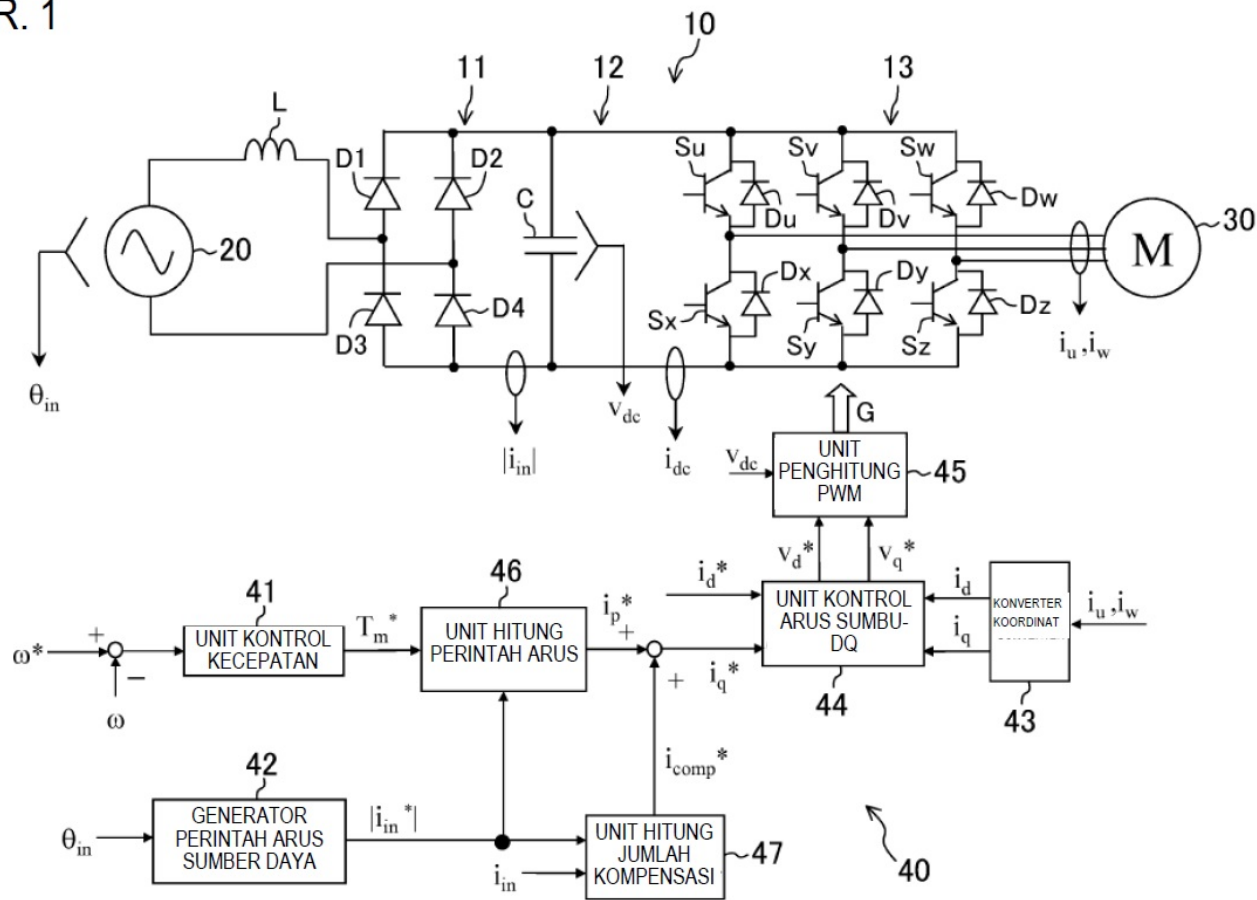 R. 1
10
11
12
13
L
D1
D2
D3
D4
20
θin
C
|iin|
vdc
idc
Su
Sv
Sw
Du
Dv
Dw
Sx
Sy
Sz
Dx
Dy
Dz
M
30
iu ,iw
G
vdc
UNIT
PENGHITUNG
PWM
45
vd*
vq*
id*
UNIT KONTROL
ARUS SUMBU-
DQ
44
id
iq
KONVERTER
KOORDINAT
43
iu ,iw
ω*
+
−
ω
41
UNIT KONTROL
KECEPATAN
Tm*
46
UNIT HITUNG
PERINTAH ARUS
ip*
+
+
iq*
icomp*
42
θin
GENERATOR
PERINTAH ARUS
SUMBER DAYA
|iin*|
iin
UNIT HITUNG
JUMLAH
KOMPENSASI
47
40